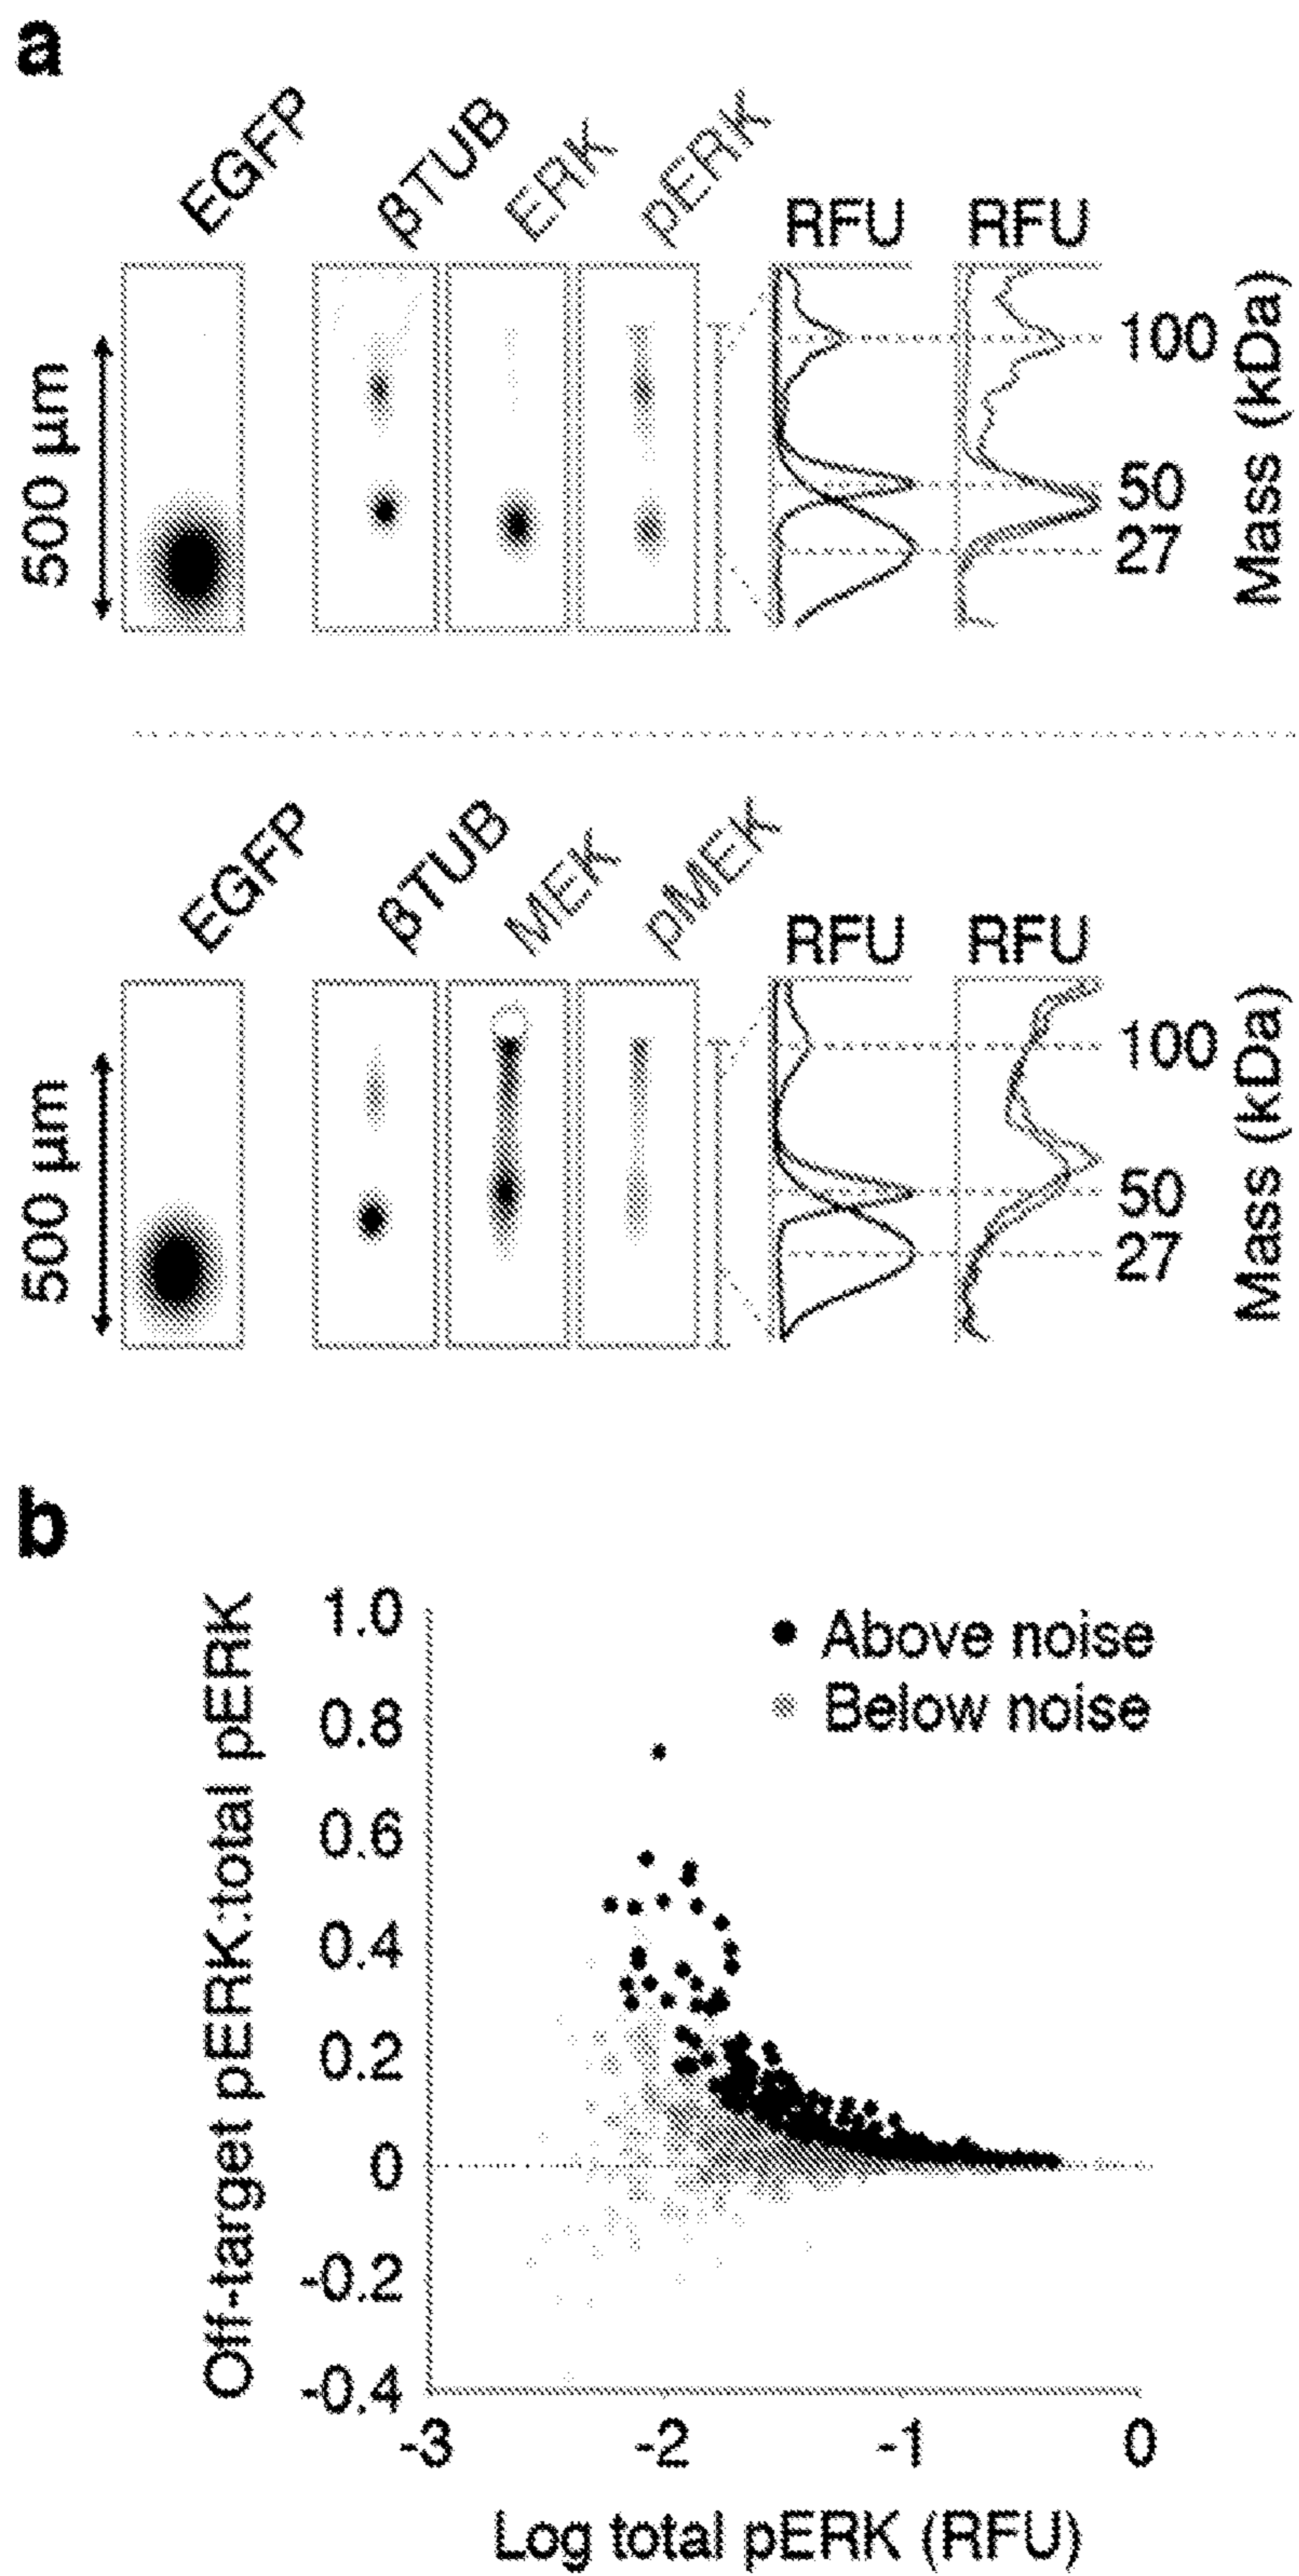 a
EGFP
βTUB
ERK
pERK
RFU
RFU
500 µm
100
50
27
Mass (kDa)
EGFP
βTUB
MEK
pMEK
RFU
RFU
500 µm
100
50
27
Mass (kDa)
b
Off-target pERK:total pERK
1.0
0.8
0.6
0.4
0.2
0
-0.2
-0.4
Above noise
Below noise
-3
-2
-1
0
Log total pERK (RFU)